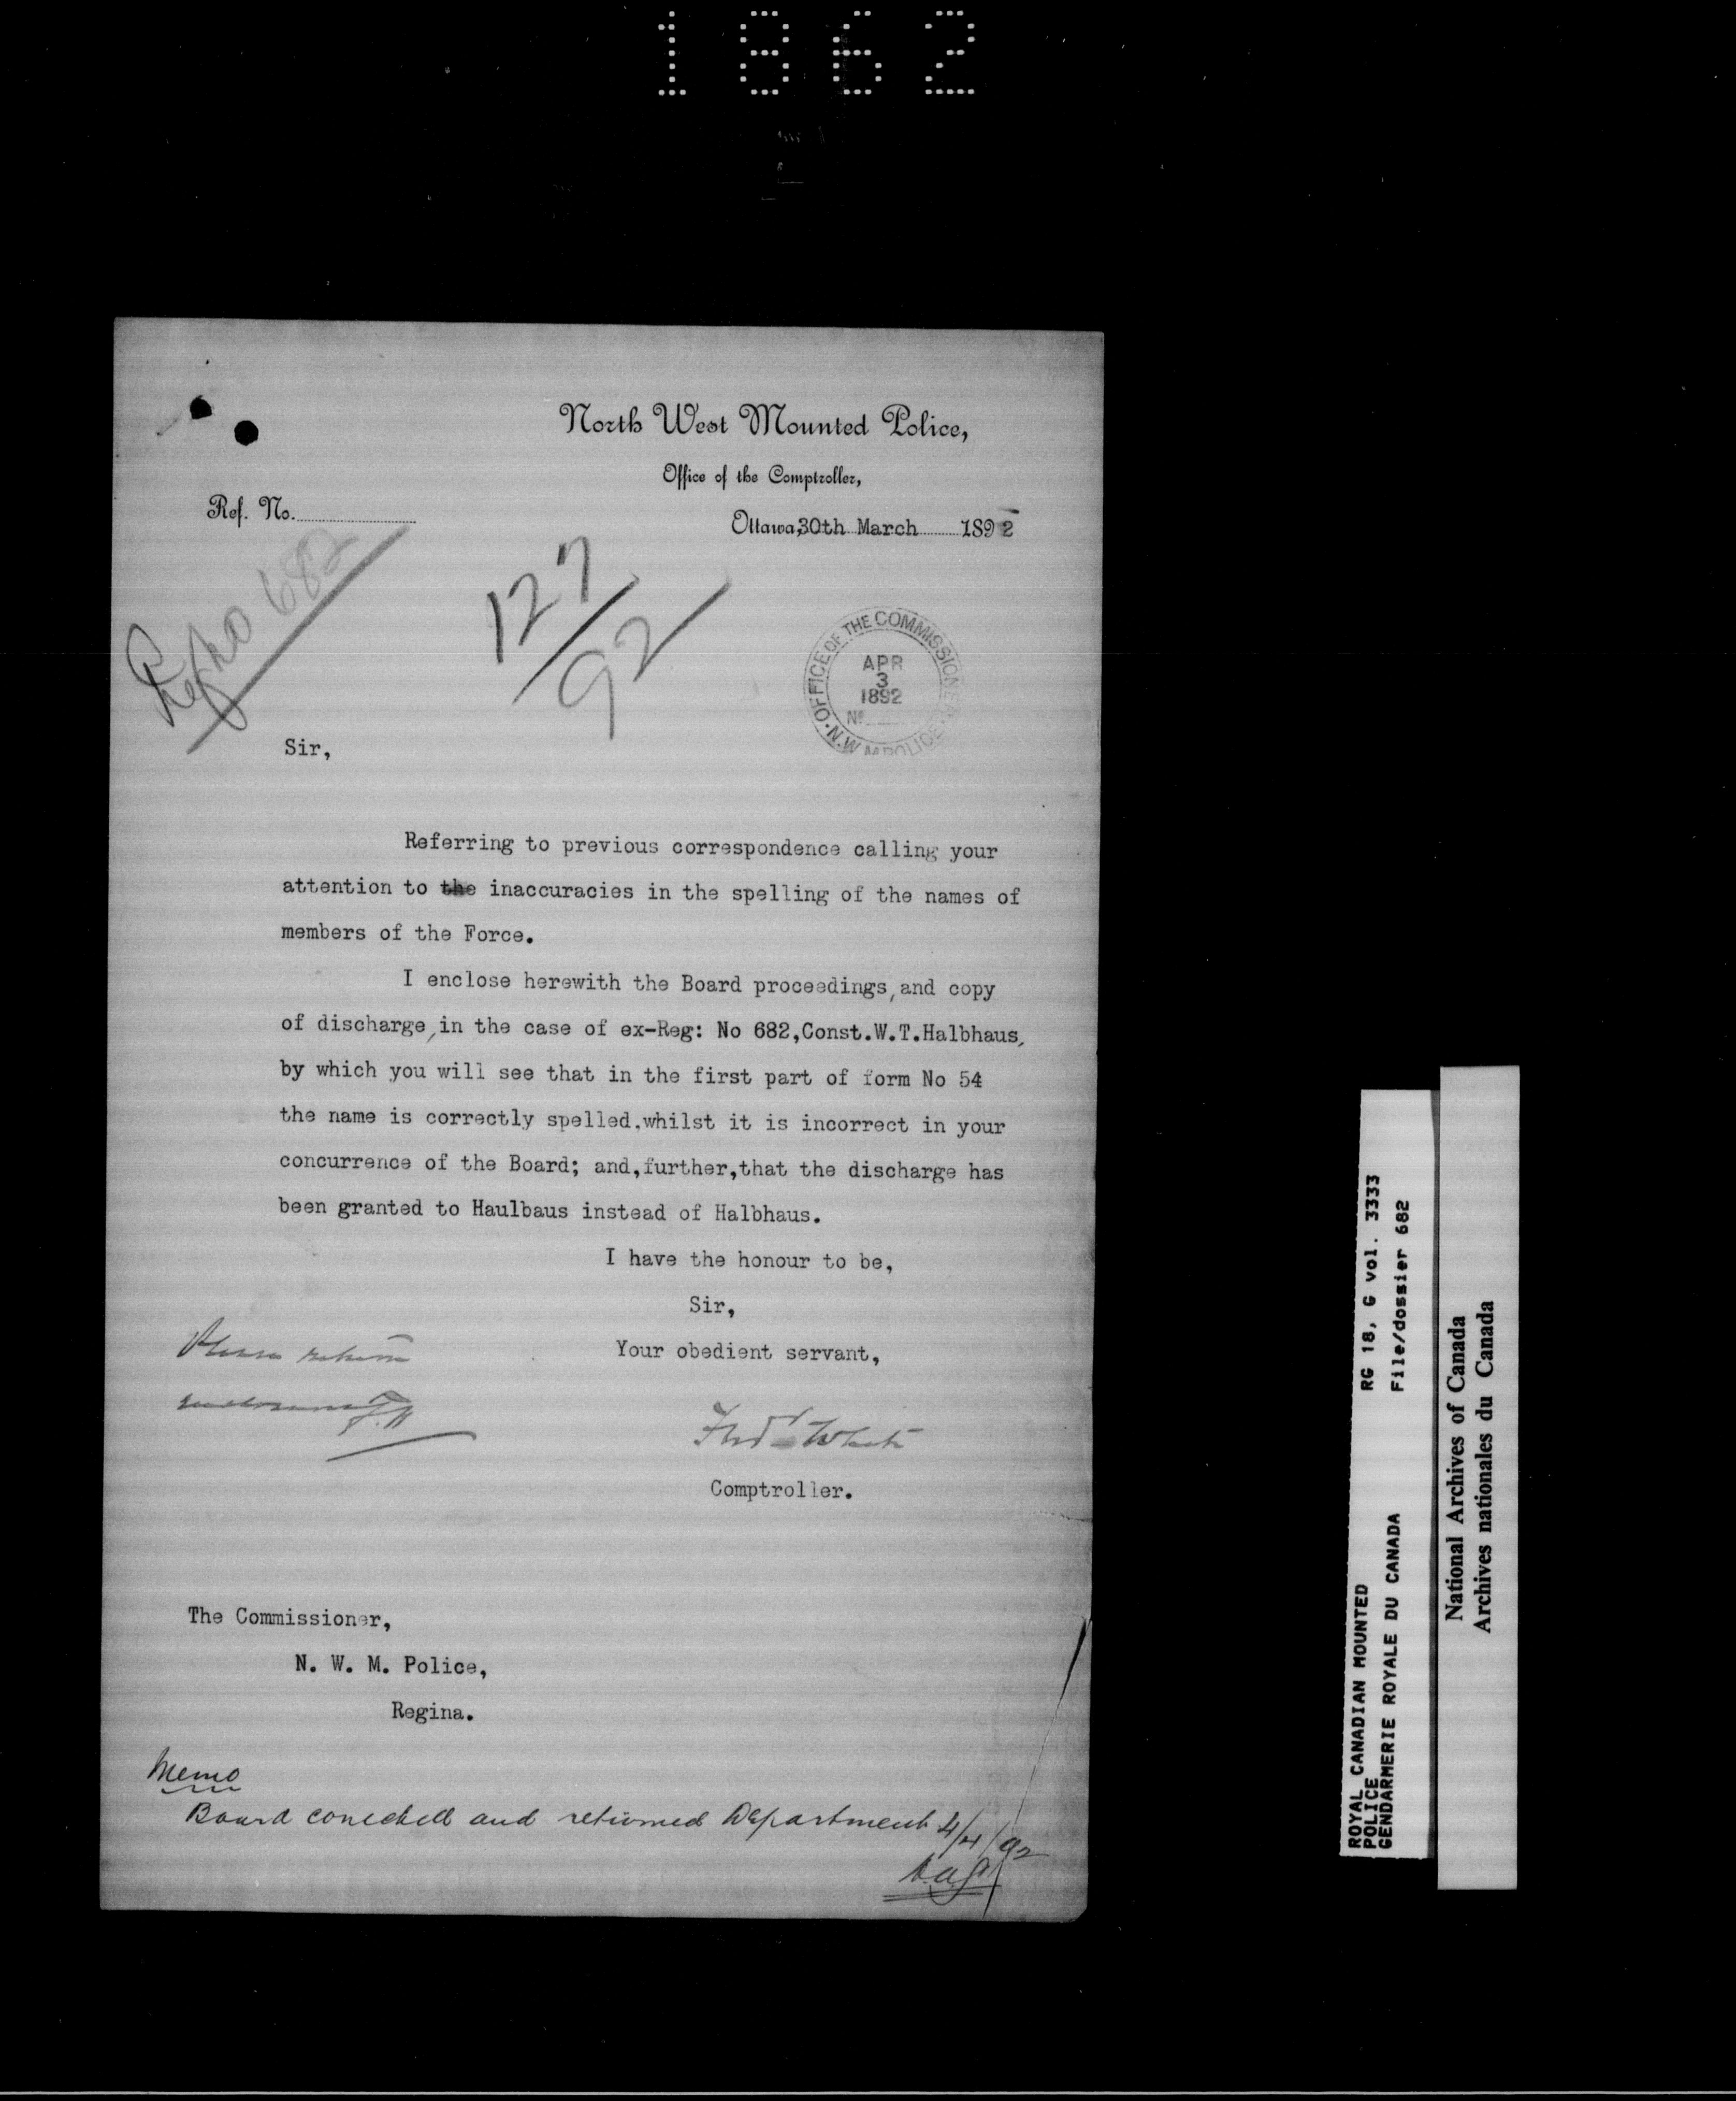 1862
North West Mounted Police,
Office of the Comptroller,
Ref. No.
Ottawa, 30th March 1892
Reg No 682
127/92
OFFICE OF THE COMMISSIONER · N.W.M.POLICE ·
APR
3
1892
No
Sir,
Referring to previous correspondence calling your
attention to the inaccuracies in the spelling of the names of
members of the Force.
I enclose herewith the Board proceedings, and copy
of discharge, in the case of ex-Reg: No 682, Const.W.T.Halbhaus,
by which you will see that in the first part of form No 54
the name is correctly spelled.whilst it is incorrect in your
concurrence of the Board; and,further,that the discharge has
been granted to Haulbaus instead of Halbhaus.
I have the honour to be,
Sir,
Your obedient servant,
Please return
enclosures F.W
Fred White
Comptroller.
The Commissioner,
N. W. M. Police,
Regina.
Memo
Board corrected and returned Department 4/4/92
ROYAL CANADIAN MOUNTED
POLICE
GENDARMERIE ROYALE DU CANADA
RG 18, G vol. 3333
File/dossier 682
National Archives of Canada
Archives nationales du Canada